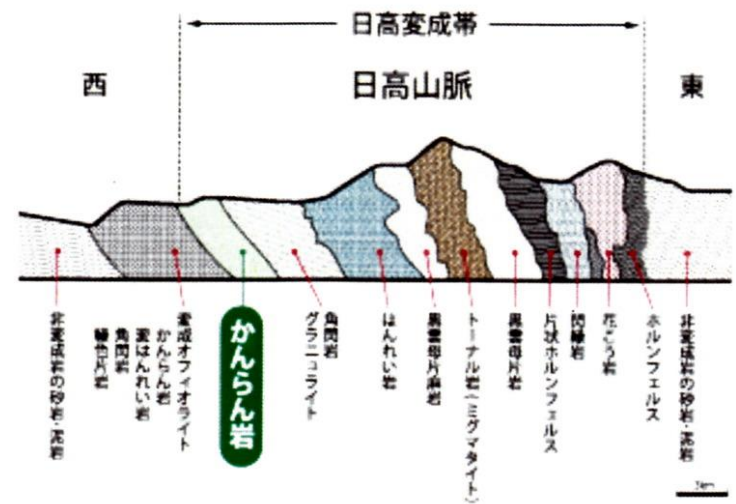 日高変成帯
西
日高山脈
東
非変成岩の砂岩・泥岩
変成オフィオライト
かんらん岩
変はんれい岩
角閃岩
緑色片岩
かんらん岩
角閃岩
グラニュライト
はんれい岩
黒雲母片麻岩
トーナル岩(ミグマタイト)
黒雲母片岩
片状ホルンフェルス
閃緑岩
花こう岩
ホルンフェルス
非変成岩の砂岩・泥岩